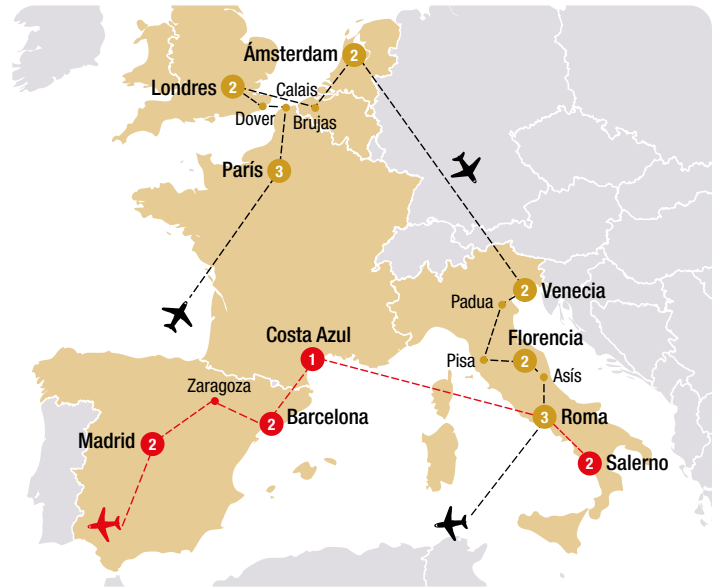 Ámsterdam
2
Londres
2
Calais
Dover
Brujas
París
3
2
Venecia
Padua
Florencia
2
Costa Azul
1
Pisa
Asís
Zaragoza
Barcelona
2
3
Roma
Madrid
2
2
Salerno